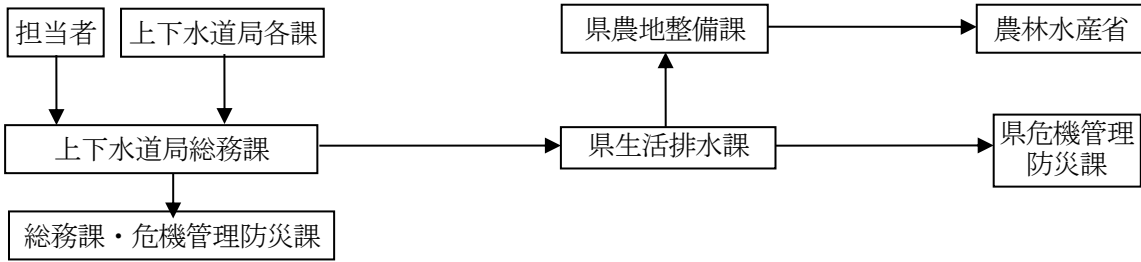 担当者
上下水道局各課
県農地整備課
農林水産省
上下水道局総務課
県生活排水課
県危機管理
防災課
総務課・危機管理防災課